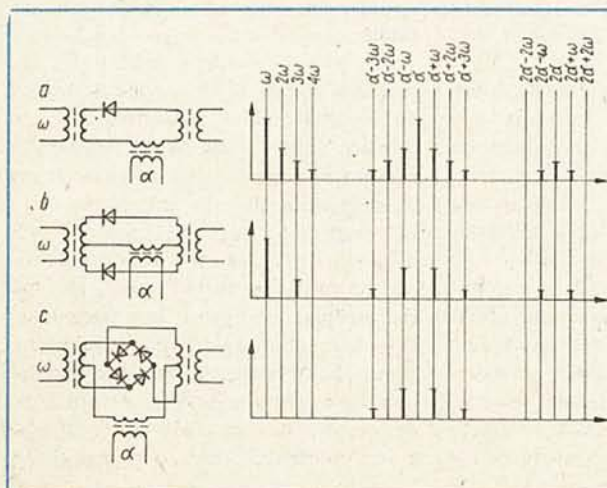 ω
2ω
3ω
4ω
α-3ω
α-2ω
α-ω
α
α+ω
α+2ω
α+3ω
2α-2ω
2α-ω
2α
2α+ω
2α+2ω
a
ω
α
b
ω
α
c
ω
α